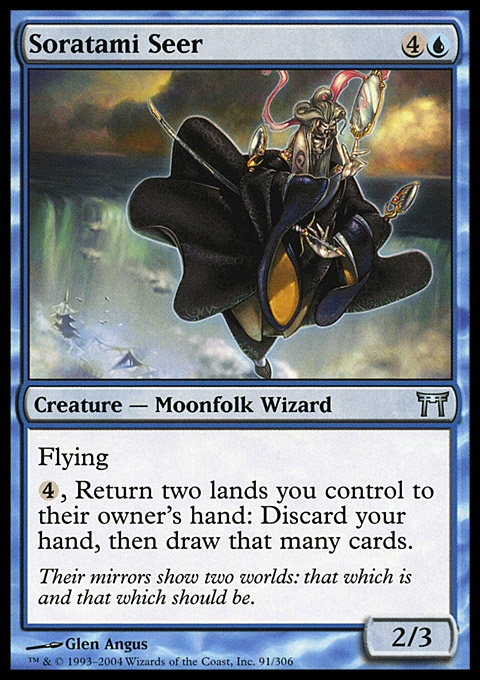 Soratami Seer 4
Creature — Moonfolk Wizard
Flying
4, Return two lands you control to
their owner's hand: Discard your
hand, then draw that many cards.
Their mirrors show two worlds: that which is
and that which should be.
2/3
Glen Angus
™ & © 1993–2004 Wizards of the Coast, Inc. 91/306